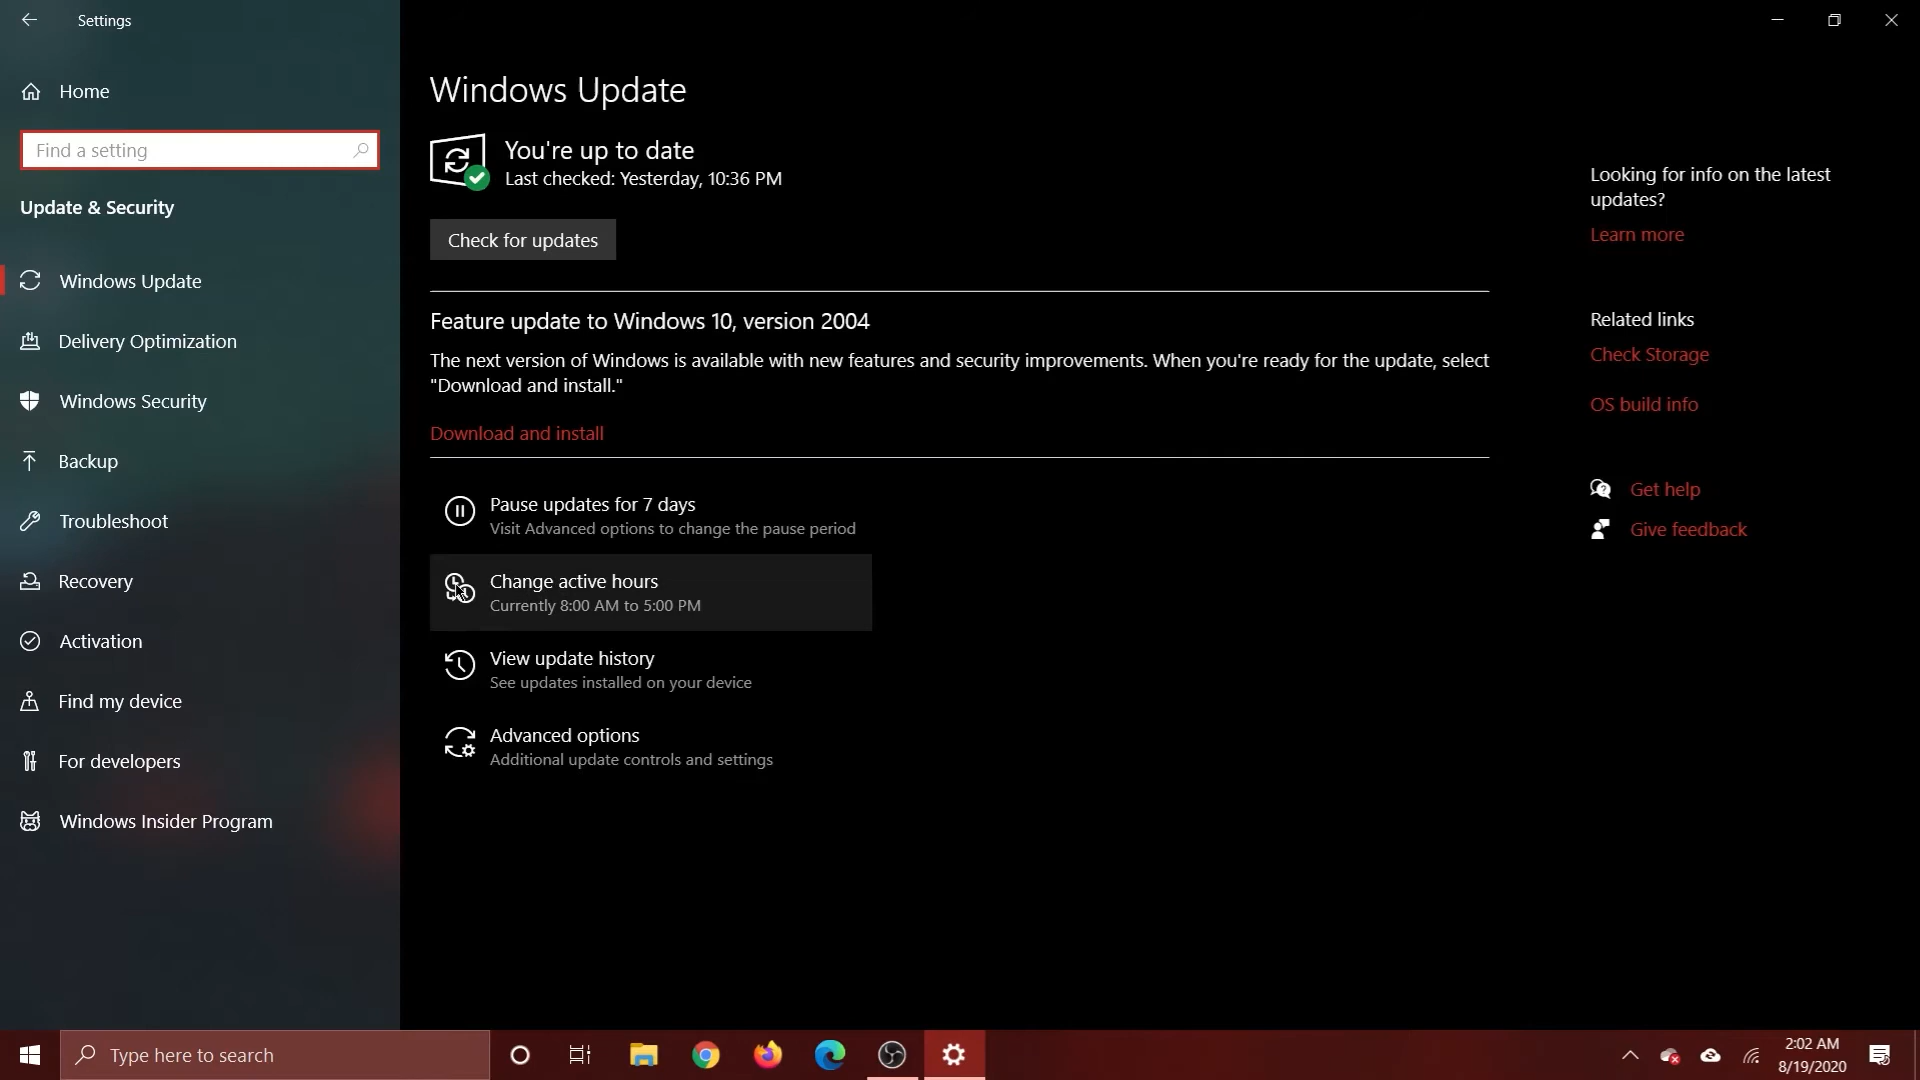 Settings
Home
Find a setting
Update & Security
Windows Update
Delivery Optimization
Windows Security
Backup
Troubleshoot
Recovery
Activation
Find my device
For developers
Windows Insider Program
Windows Update
You're up to date
Last checked: Yesterday, 10:36 PM
Check for updates
Feature update to Windows 10, version 2004
The next version of Windows is available with new features and security improvements. When you're ready for the update, select
"Download and install."
Download and install
Pause updates for 7 days
Visit Advanced options to change the pause period
Change active hours
Currently 8:00 AM to 5:00 PM
View update history
See updates installed on your device
Advanced options
Additional update controls and settings
Looking for info on the latest
updates?
Learn more
Related links
Check Storage
OS build info
Get help
Give feedback
Type here to search
2:02 AM
8/19/2020